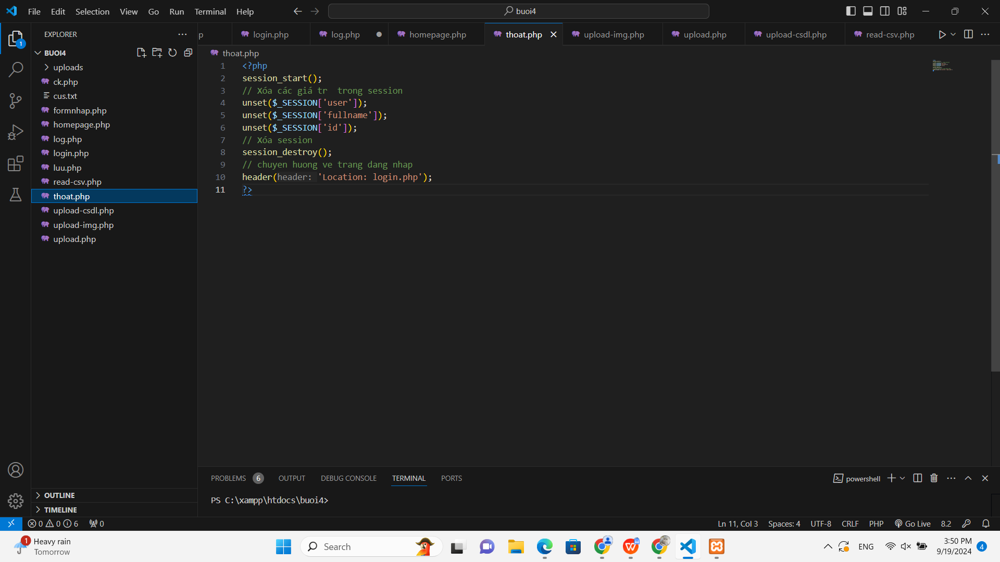 File Edit Selection View Go Run Terminal Help
buoi4
EXPLORER
p
login.php
log.php
homepage.php
thoat.php
upload-img.php
upload.php
upload-csdl.php
read-csv.php
BUOI4
uploads
ck.php
cus.txt
formnhap.php
homepage.php
log.php
login.php
luu.php
read-csv.php
thoat.php
upload-csdl.php
upload-img.php
upload.php
OUTLINE
TIMELINE
thoat.php
1 <?php
2 session_start();
3 // Xóa các giá tr  trong session
4 unset($_SESSION['user']);
5 unset($_SESSION['fullname']);
6 unset($_SESSION['id']);
7 // Xóa session
8 session_destroy();
9 // chuyen huong ve trang dang nhap
10 header(header: 'Location: login.php');
11 ?>
PROBLEMS 6 OUTPUT DEBUG CONSOLE TERMINAL PORTS
powershell
PS C:\xampp\htdocs\buoi4>
1
0 0 6 0
Ln 11, Col 3 Spaces: 4 UTF-8 CRLF PHP Go Live 8.2
1
Heavy rain
Tomorrow
Search
ENG
3:50 PM
9/19/2024
4